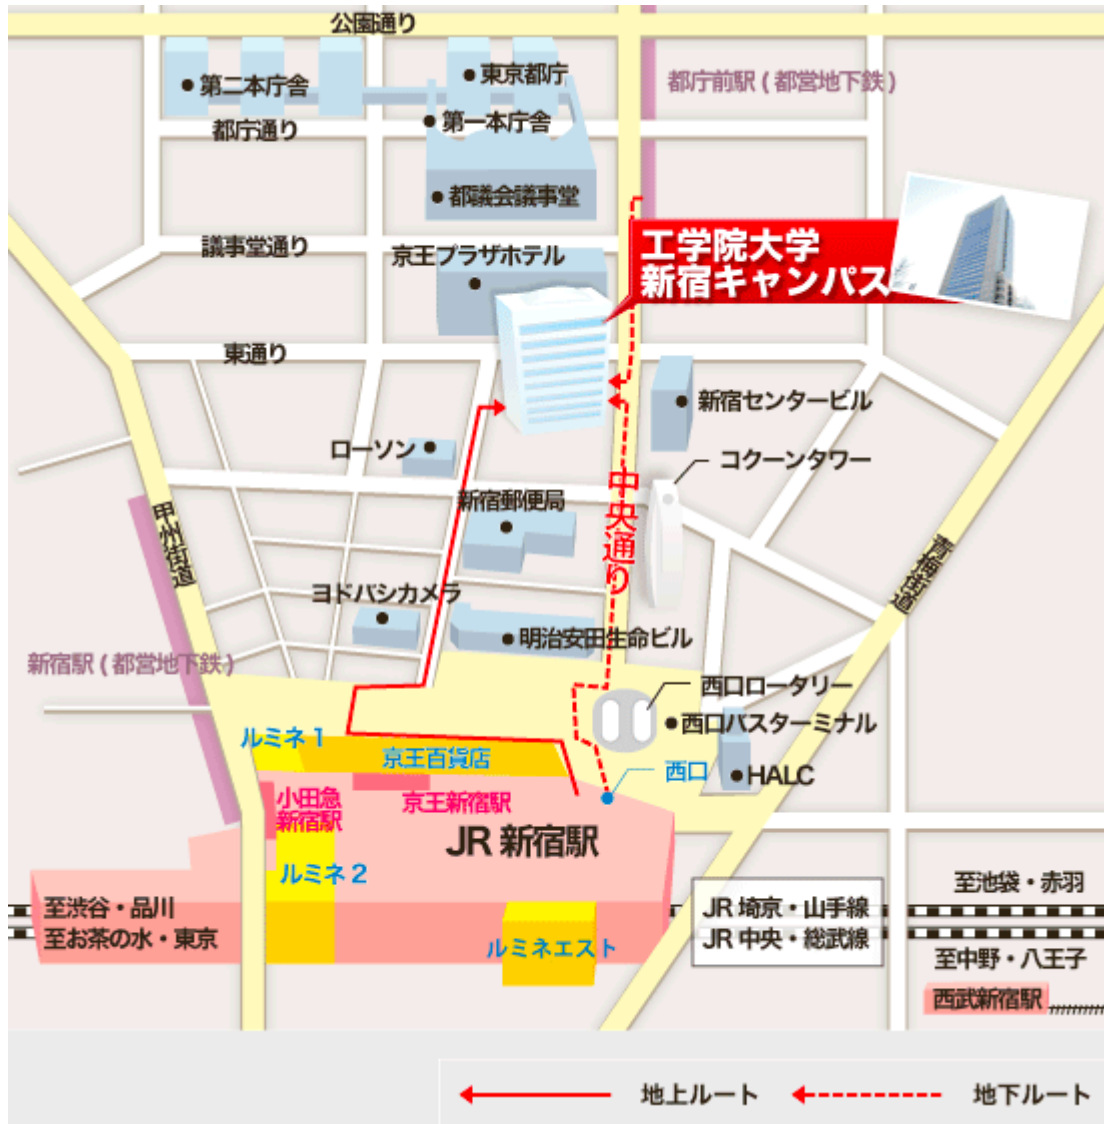 公園通り
第二本庁舎
東京都庁
都庁前駅 ( 都営地下鉄 )
都庁通り
第一本庁舎
都議会議事堂
議事堂通り
京王プラザホテル
工学院大学
新宿キャンパス
東通り
新宿センタービル
ローソン
コクーンタワー
新宿郵便局
中央通り
甲州街道
青梅街道
ヨドバシカメラ
明治安田生命ビル
新宿駅 ( 都営地下鉄 )
西口ロータリー
西口バスターミナル
ルミネ 1
京王百貨店
西口
HALC
小田急
新宿駅
京王新宿駅
JR 新宿駅
ルミネ 2
至渋谷・品川
至お茶の水・東京
ルミネエスト
JR 埼京・山手線
JR 中央・総武線
至池袋・赤羽
至中野・八王子
西武新宿駅
地上ルート
地下ルート